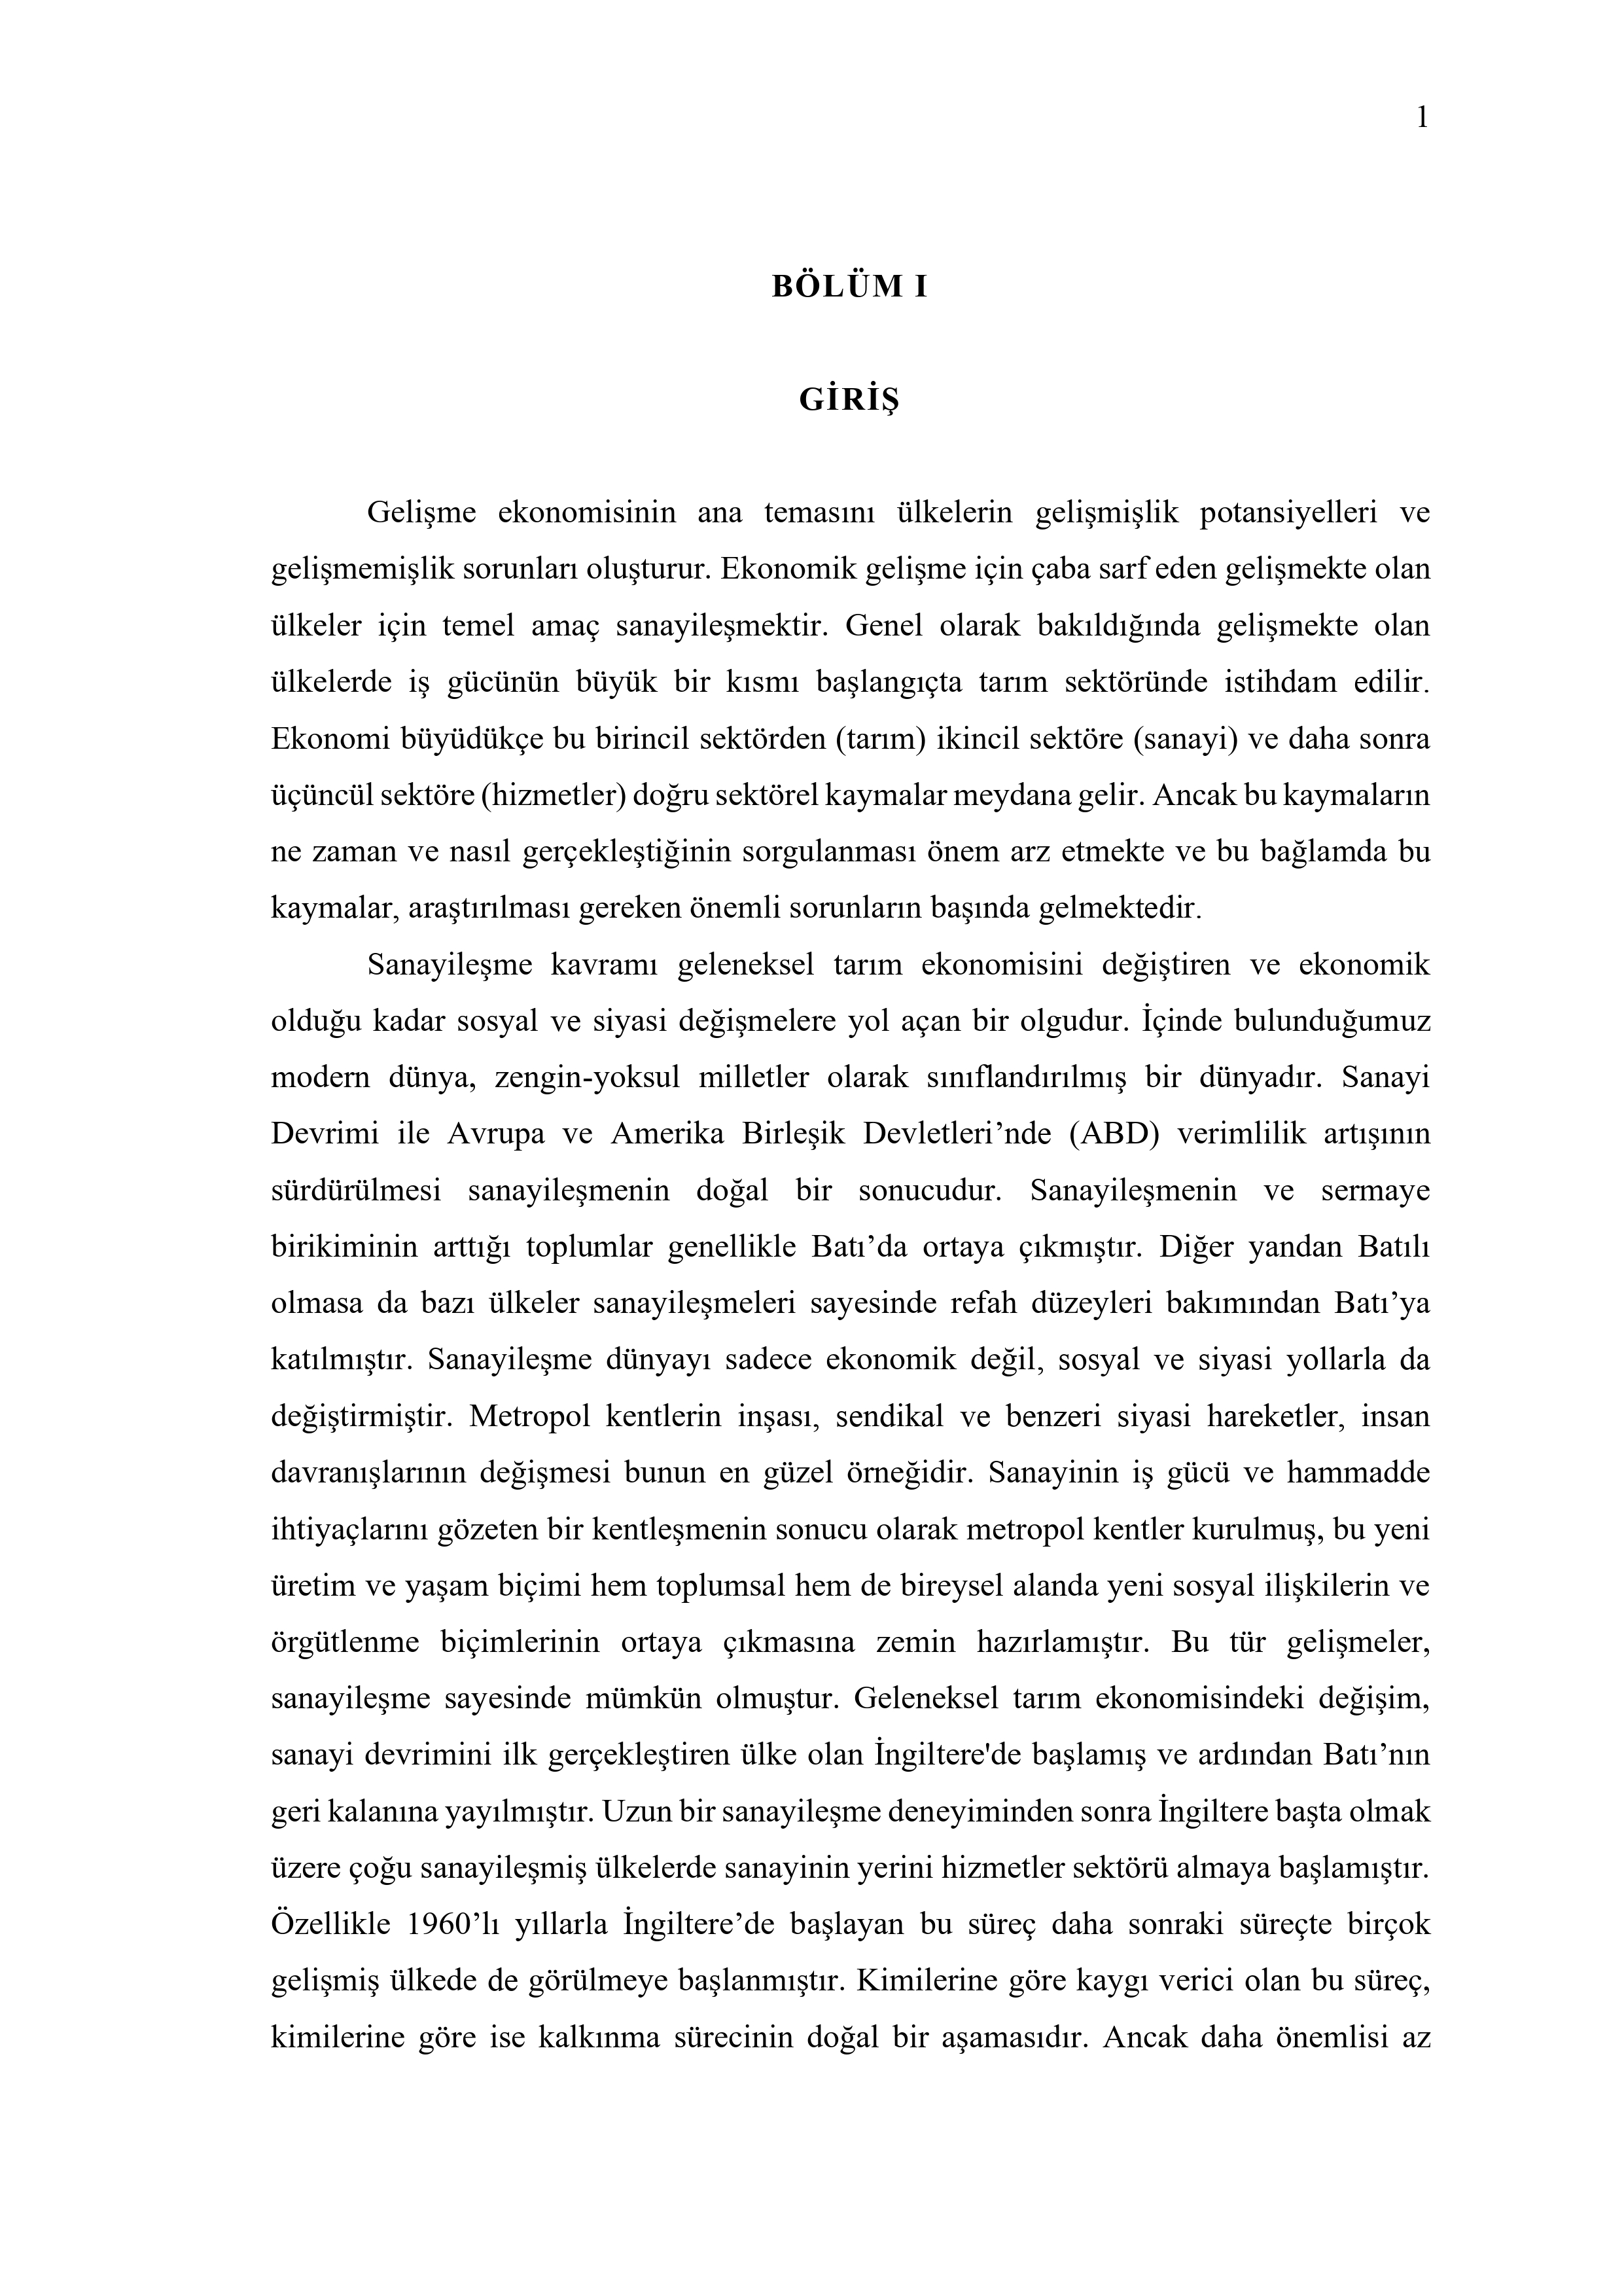 1
BÖLÜM I
GİRİŞ
Gelişme ekonomisinin ana temasını ülkelerin gelişmişlik potansiyelleri ve
gelişmemişlik sorunları oluşturur. Ekonomik gelişme için çaba sarf eden gelişmekte olan
ülkeler için temel amaç sanayileşmektir. Genel olarak bakıldığında gelişmekte olan
ülkelerde iş gücünün büyük bir kısmı başlangıçta tarım sektöründe istihdam edilir.
Ekonomi büyüdükçe bu birincil sektörden (tarım) ikincil sektöre (sanayi) ve daha sonra
üçüncül sektöre (hizmetler) doğru sektörel kaymalar meydana gelir. Ancak bu kaymaların
ne zaman ve nasıl gerçekleştiğinin sorgulanması önem arz etmekte ve bu bağlamda bu
kaymalar, araştırılması gereken önemli sorunların başında gelmektedir.
Sanayileşme kavramı geleneksel tarım ekonomisini değiştiren ve ekonomik
olduğu kadar sosyal ve siyasi değişmelere yol açan bir olgudur. İçinde bulunduğumuz
modern dünya, zengin-yoksul milletler olarak sınıflandırılmış bir dünyadır. Sanayi
Devrimi ile Avrupa ve Amerika Birleşik Devletleri’nde (ABD) verimlilik artışının
sürdürülmesi sanayileşmenin doğal bir sonucudur. Sanayileşmenin ve sermaye
birikiminin arttığı toplumlar genellikle Batı’da ortaya çıkmıştır. Diğer yandan Batılı
olmasa da bazı ülkeler sanayileşmeleri sayesinde refah düzeyleri bakımından Batı’ya
katılmıştır. Sanayileşme dünyayı sadece ekonomik değil, sosyal ve siyasi yollarla da
değiştirmiştir. Metropol kentlerin inşası, sendikal ve benzeri siyasi hareketler, insan
davranışlarının değişmesi bunun en güzel örneğidir. Sanayinin iş gücü ve hammadde
ihtiyaçlarını gözeten bir kentleşmenin sonucu olarak metropol kentler kurulmuş, bu yeni
üretim ve yaşam biçimi hem toplumsal hem de bireysel alanda yeni sosyal ilişkilerin ve
örgütlenme biçimlerinin ortaya çıkmasına zemin hazırlamıştır. Bu tür gelişmeler,
sanayileşme sayesinde mümkün olmuştur. Geleneksel tarım ekonomisindeki değişim,
sanayi devrimini ilk gerçekleştiren ülke olan İngiltere'de başlamış ve ardından Batı’nın
geri kalanına yayılmıştır. Uzun bir sanayileşme deneyiminden sonra İngiltere başta olmak
üzere çoğu sanayileşmiş ülkelerde sanayinin yerini hizmetler sektörü almaya başlamıştır.
Özellikle 1960’lı yıllarla İngiltere’de başlayan bu süreç daha sonraki süreçte birçok
gelişmiş ülkede de görülmeye başlanmıştır. Kimilerine göre kaygı verici olan bu süreç,
kimilerine göre ise kalkınma sürecinin doğal bir aşamasıdır. Ancak daha önemlisi az